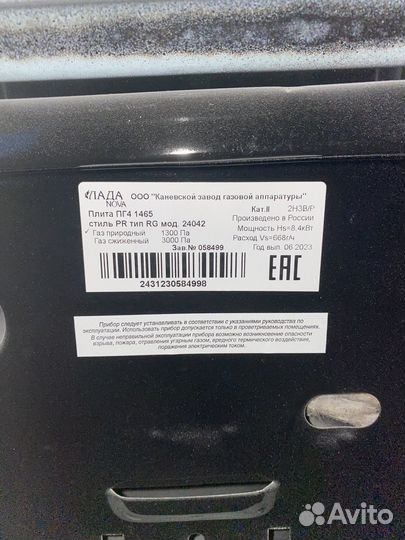 ЛАДА ООО "Каневской завод газовой аппаратуры"
NOVA
Плита ПГ4 1465 Кат.II 2H3B/P
стиль PR тип RG мод. 24042 Произведено в России
✓ Газ природный 1300 Па Мощность Hs=8,4кВт
Газ сжиженный 3000 Па Расход Vs=668г/ч
Зав.№ 058499 Год вып. 06 2023
EAC
2431230584998
Прибор следует устанавливать в соответствии с указаниями руководства по
эксплуатации. Использовать прибор допускается только в проветриваемых помещениях.
В случае неправильной эксплуатации прибора возможно возникновение опасности
взрыва, пожара, отравления угарным газом, вредного термического воздействия,
поражения электрическим током.
Avito